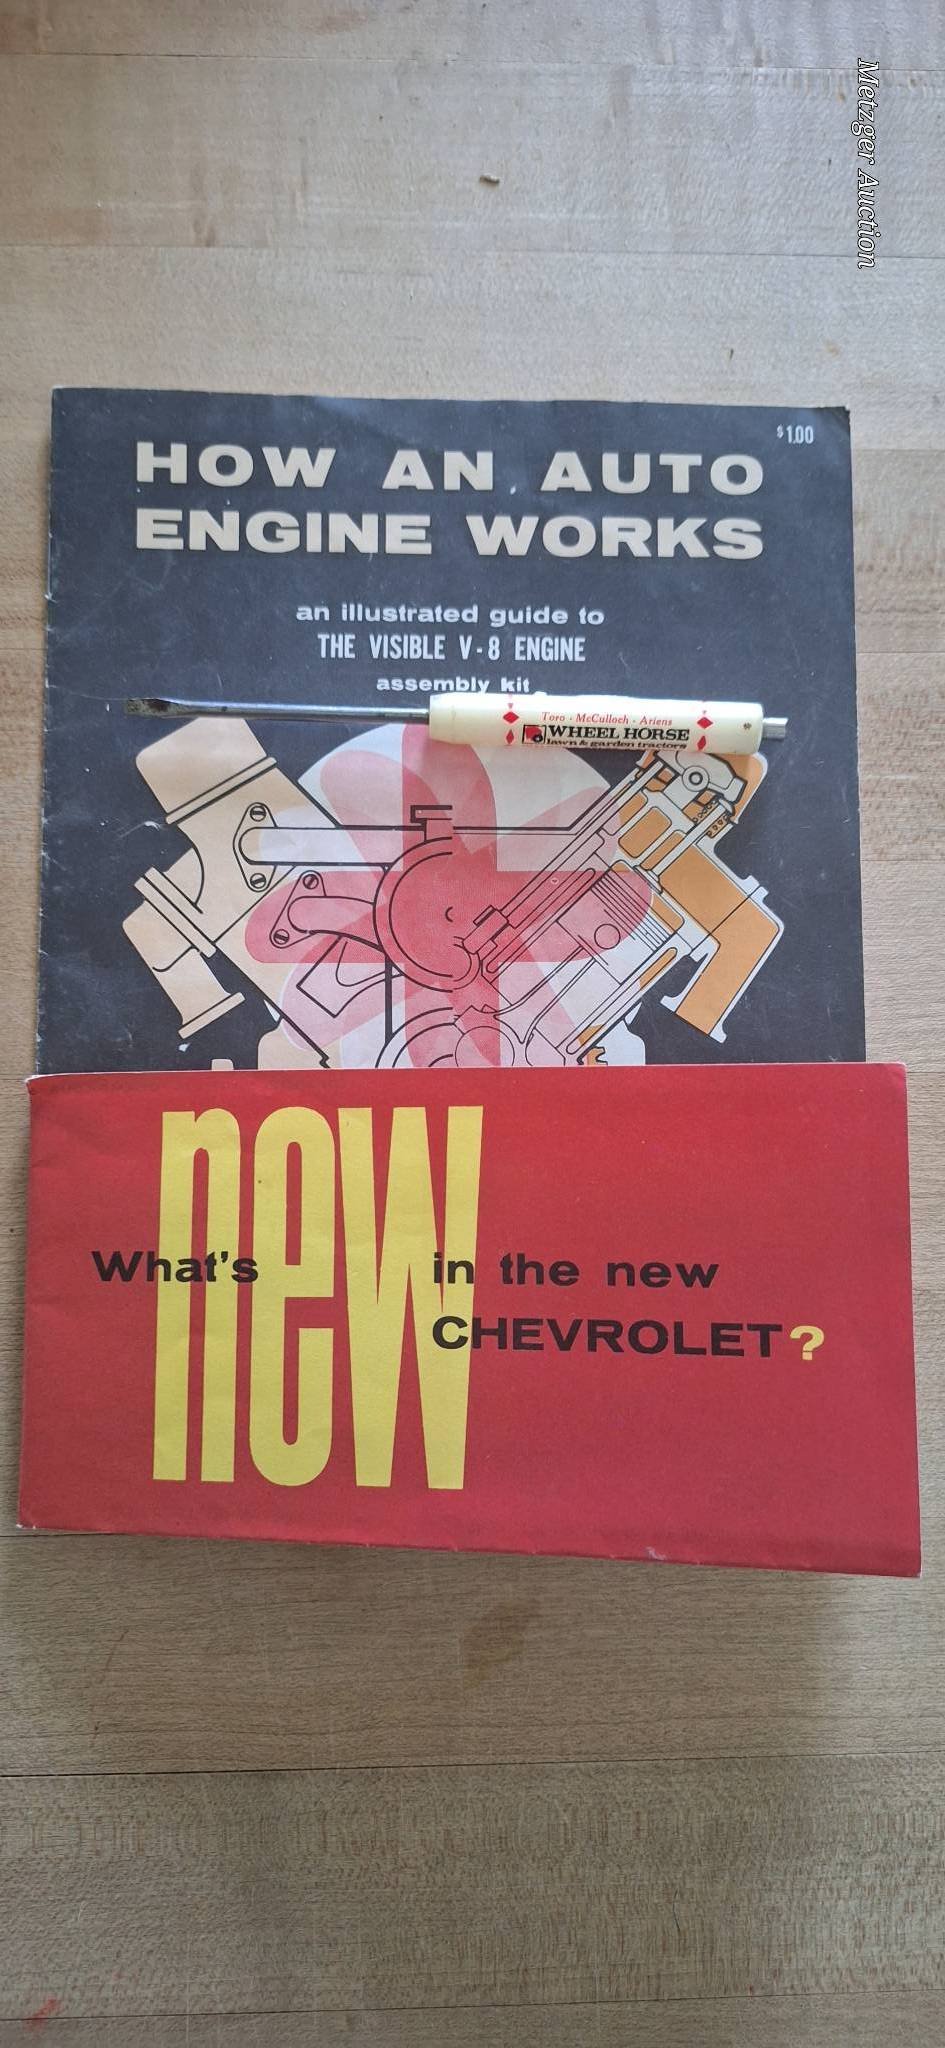 Metzger Auction
$1.00
HOW AN AUTO
ENGINE WORKS
an illustrated guide to
THE VISIBLE V-8 ENGINE
assembly kit
Toro - McCulloch - Ariens
WHEEL HORSE
lawn & garden tractors
What's new in the new
CHEVROLET?